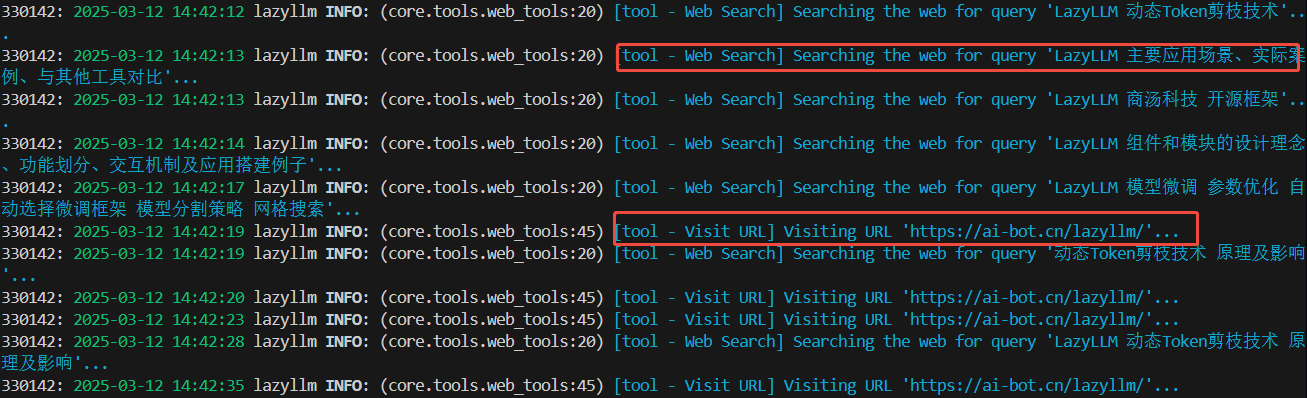 330142: 2025-03-12 14:42:12 lazyllm INFO: (core.tools.web_tools:20) [tool - Web Search] Searching the web for query 'LazyLLM 动态Token剪枝技术'..
.
330142: 2025-03-12 14:42:13 lazyllm INFO: (core.tools.web_tools:20) [tool - Web Search] Searching the web for query 'LazyLLM 主要应用场景、实际案
例、与其他工具对比'...
330142: 2025-03-12 14:42:13 lazyllm INFO: (core.tools.web_tools:20) [tool - Web Search] Searching the web for query 'LazyLLM 商汤科技 开源框架'..
.
330142: 2025-03-12 14:42:14 lazyllm INFO: (core.tools.web_tools:20) [tool - Web Search] Searching the web for query 'LazyLLM 组件和模块的设计理念
、功能划分、交互机制及应用搭建例子'...
330142: 2025-03-12 14:42:17 lazyllm INFO: (core.tools.web_tools:20) [tool - Web Search] Searching the web for query 'LazyLLM 模型微调 参数优化 自
动选择微调框架 模型分割策略 网格搜索'...
330142: 2025-03-12 14:42:19 lazyllm INFO: (core.tools.web_tools:45) [tool - Visit URL] Visiting URL 'https://ai-bot.cn/lazyllm/'...
330142: 2025-03-12 14:42:19 lazyllm INFO: (core.tools.web_tools:20) [tool - Web Search] Searching the web for query '动态Token剪枝技术 原理及影响
'...
330142: 2025-03-12 14:42:20 lazyllm INFO: (core.tools.web_tools:45) [tool - Visit URL] Visiting URL 'https://ai-bot.cn/lazyllm/'...
330142: 2025-03-12 14:42:23 lazyllm INFO: (core.tools.web_tools:45) [tool - Visit URL] Visiting URL 'https://ai-bot.cn/lazyllm/'...
330142: 2025-03-12 14:42:28 lazyllm INFO: (core.tools.web_tools:20) [tool - Web Search] Searching the web for query 'LazyLLM 动态Token剪枝技术 原
理及影响'...
330142: 2025-03-12 14:42:35 lazyllm INFO: (core.tools.web_tools:45) [tool - Visit URL] Visiting URL 'https://ai-bot.cn/lazyllm/'...